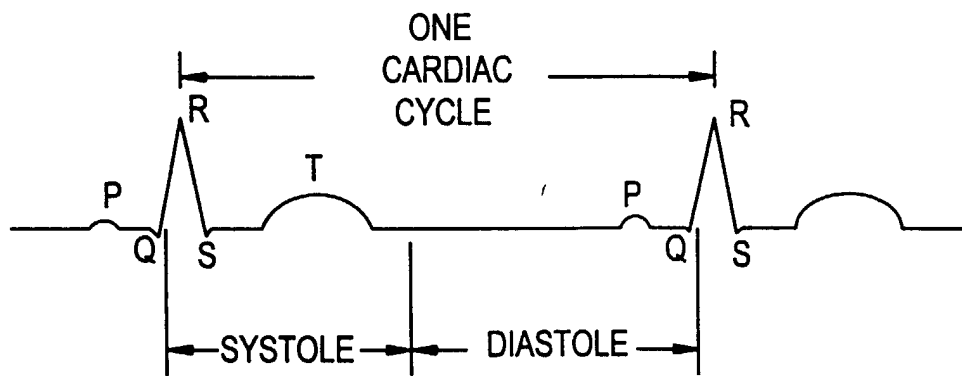 ONE
CARDIAC
CYCLE
R
R
P
T
P
Q
S
Q
S
SYSTOLE
DIASTOLE